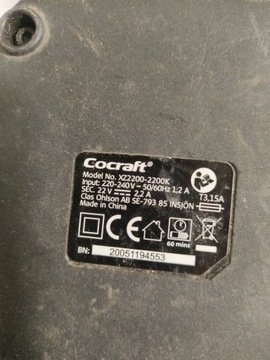 Cocraft®
Model No. XZ2200-2200K
Input: 220-240V ~ 50/60Hz 1,2 A
SEC. 22V ⎓ 2,2 A
T3,15A
Clas Ohlson AB SE-793 85 INSJÖN
Made in China
CE
60 mins
BN: 20051194553